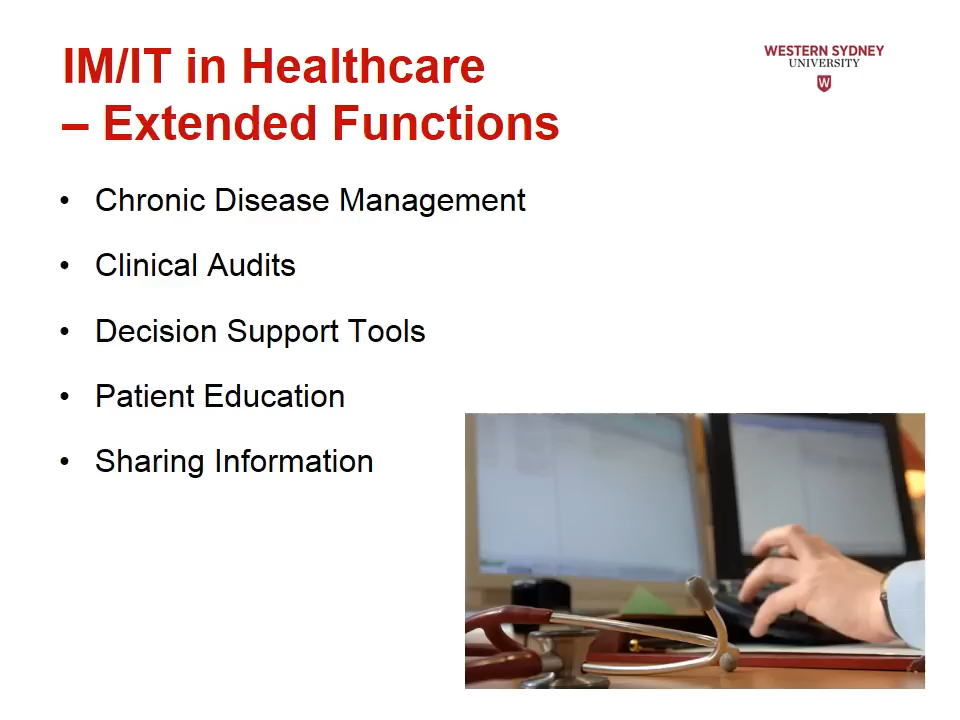 IM/IT in Healthcare
– Extended Functions
WESTERN SYDNEY
UNIVERSITY
W
• Chronic Disease Management
• Clinical Audits
• Decision Support Tools
• Patient Education
• Sharing Information